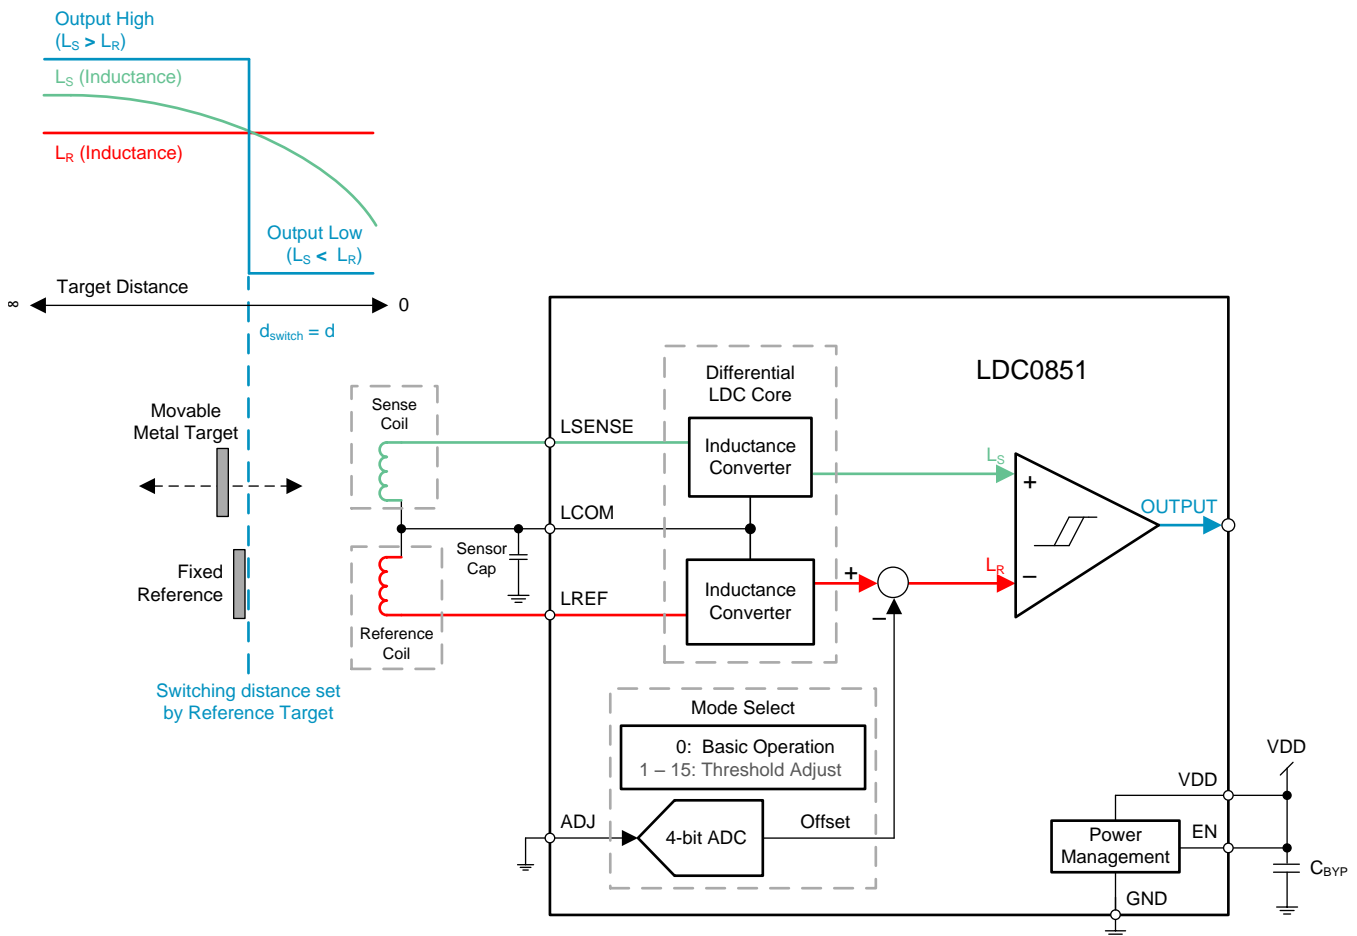 Output High
(LS > LR)
LS (Inductance)
LR (Inductance)
Output Low
(LS < LR)
∞
Target Distance
0
dswitch = d
Movable
Metal Target
Fixed
Reference
Switching distance set
by Reference Target
Sense
Coil
Reference
Coil
Sensor
Cap
LSENSE
LCOM
LREF
ADJ
Differential
LDC Core
Inductance
Converter
Inductance
Converter
LDC0851
LS
LR
+
−
+
−
OUTPUT
Mode Select
0: Basic Operation
1 – 15: Threshold Adjust
4-bit ADC
Offset
VDD
VDD
EN
Power
Management
GND
CBYP